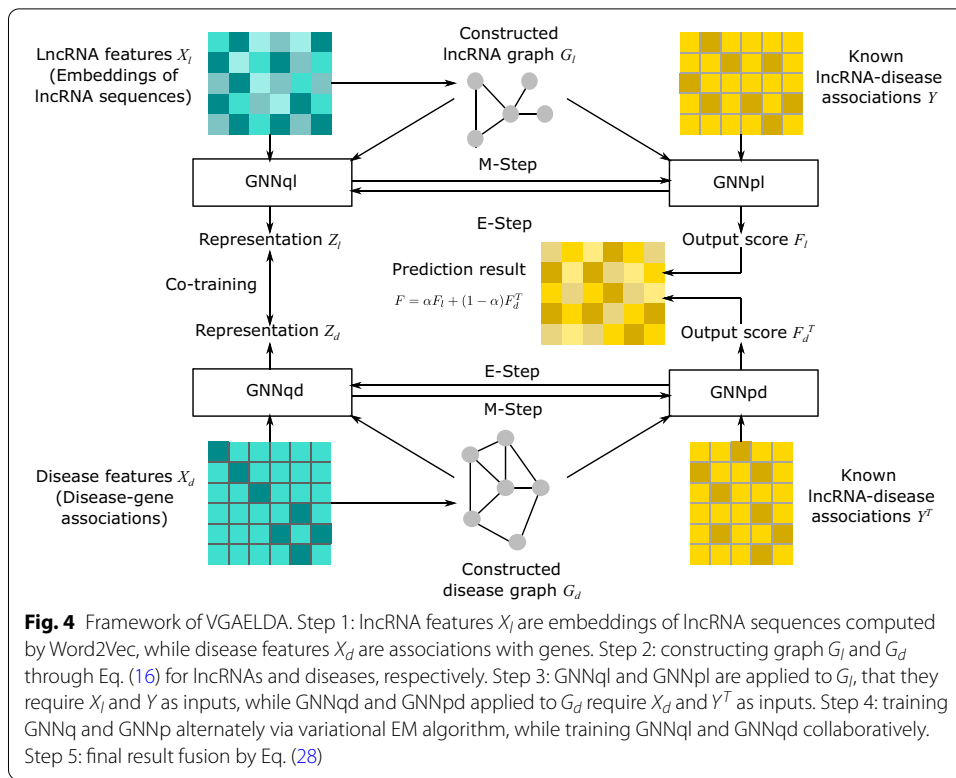 LncRNA features X_l
(Embeddings of
lncRNA sequences)
Constructed
lncRNA graph G_l
Known
lncRNA-disease
associations Y
GNNql
M-Step
GNNpl
E-Step
Representation Z_l
Output score F_l
Co-training
Prediction result
F = αF_l + (1 − α)F_d^T
Representation Z_d
Output score F_d^T
GNNqd
E-Step
M-Step
GNNpd
Disease features X_d
(Disease-gene
associations)
Known
lncRNA-disease
associations Y^T
Constructed
disease graph G_d
Fig. 4 Framework of VGAELDA. Step 1: lncRNA features X_l are embeddings of lncRNA sequences computed
by Word2Vec, while disease features X_d are associations with genes. Step 2: constructing graph G_l and G_d
through Eq. (16) for lncRNAs and diseases, respectively. Step 3: GNNql and GNNpl are applied to G_l, that they
require X_l and Y as inputs, while GNNqd and GNNpd applied to G_d require X_d and Y^T as inputs. Step 4: training
GNNq and GNNp alternately via variational EM algorithm, while training GNNql and GNNqd collaboratively.
Step 5: final result fusion by Eq. (28)